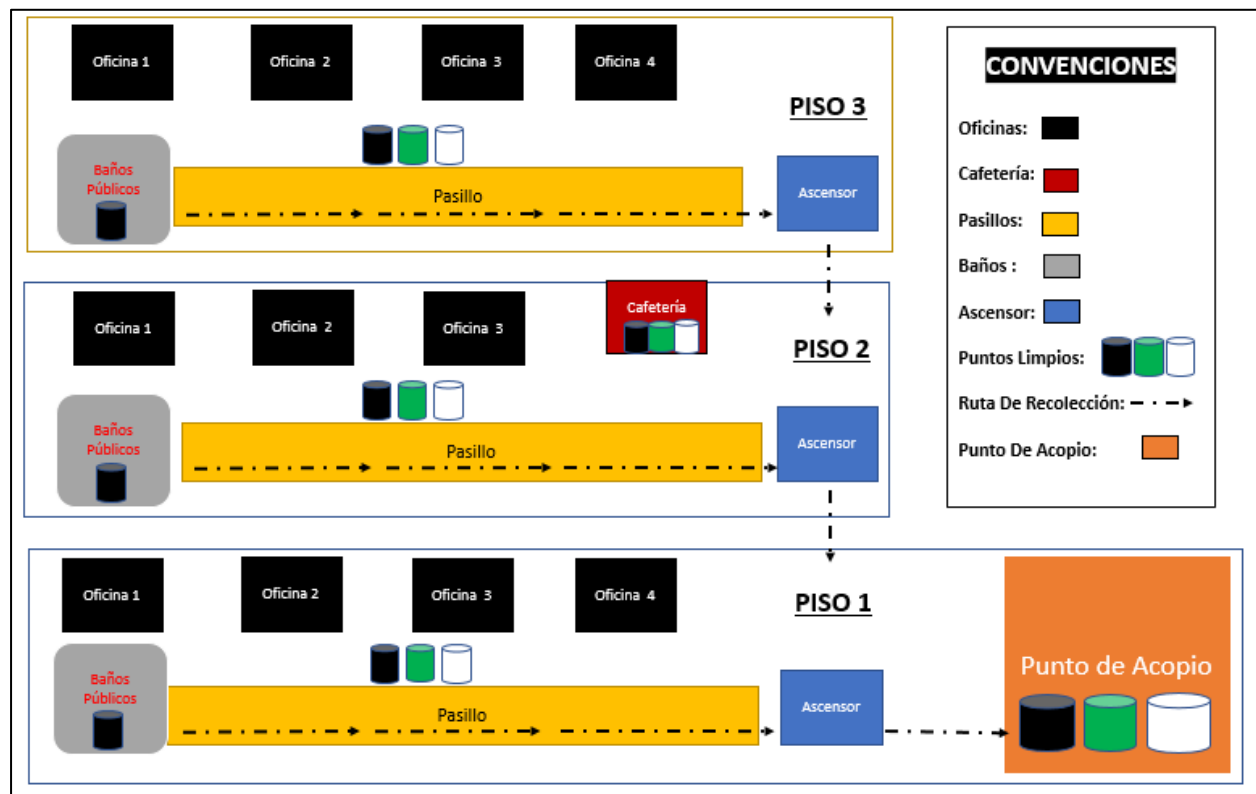 Oficina 1
Oficina 2
Oficina 3
Oficina 4
PISO 3
Baños
Públicos
Pasillo
Ascensor
Oficina 1
Oficina 2
Oficina 3
Cafetería
PISO 2
Baños
Públicos
Pasillo
Ascensor
Oficina 1
Oficina 2
Oficina 3
Oficina 4
PISO 1
Baños
Públicos
Pasillo
Ascensor
Punto de Acopio
CONVENCIONES
Oficinas:
Cafetería:
Pasillos:
Baños :
Ascensor:
Puntos Limpios:
Ruta De Recolección:
Punto De Acopio: